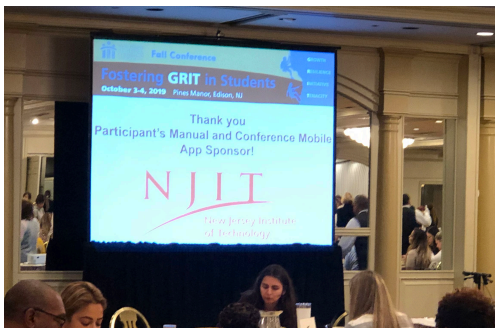 Fall Conference
Fostering GRIT in Students
October 3-4, 2019 Pines Manor, Edison, NJ
Thank you
Participant's Manual and Conference Mobile
App Sponsor!
NJIT
New Jersey Institute
of Technology